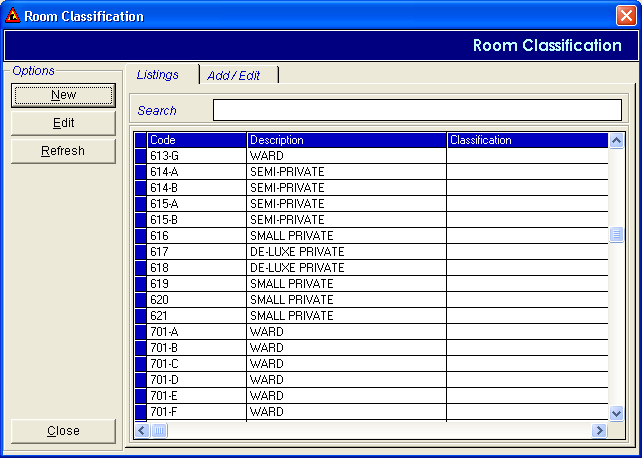 Room Classification
Room Classification
Options
New
Edit
Refresh
Close
Listings Add / Edit
Search
Code Description Classification
613-G WARD
614-A SEMI-PRIVATE
614-B SEMI-PRIVATE
615-A SEMI-PRIVATE
615-B SEMI-PRIVATE
616 SMALL PRIVATE
617 DE-LUXE PRIVATE
618 DE-LUXE PRIVATE
619 SMALL PRIVATE
620 SMALL PRIVATE
621 SMALL PRIVATE
701-A WARD
701-B WARD
701-C WARD
701-D WARD
701-E WARD
701-F WARD